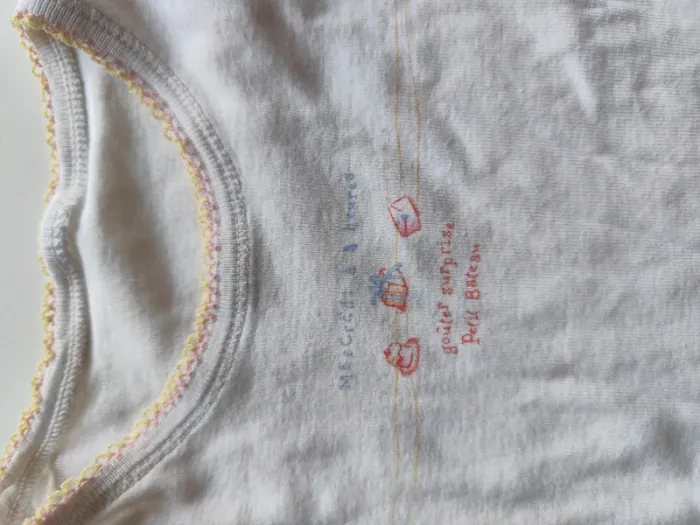 Mercredi à 4 heures
goûter surprise
Petit Bateau